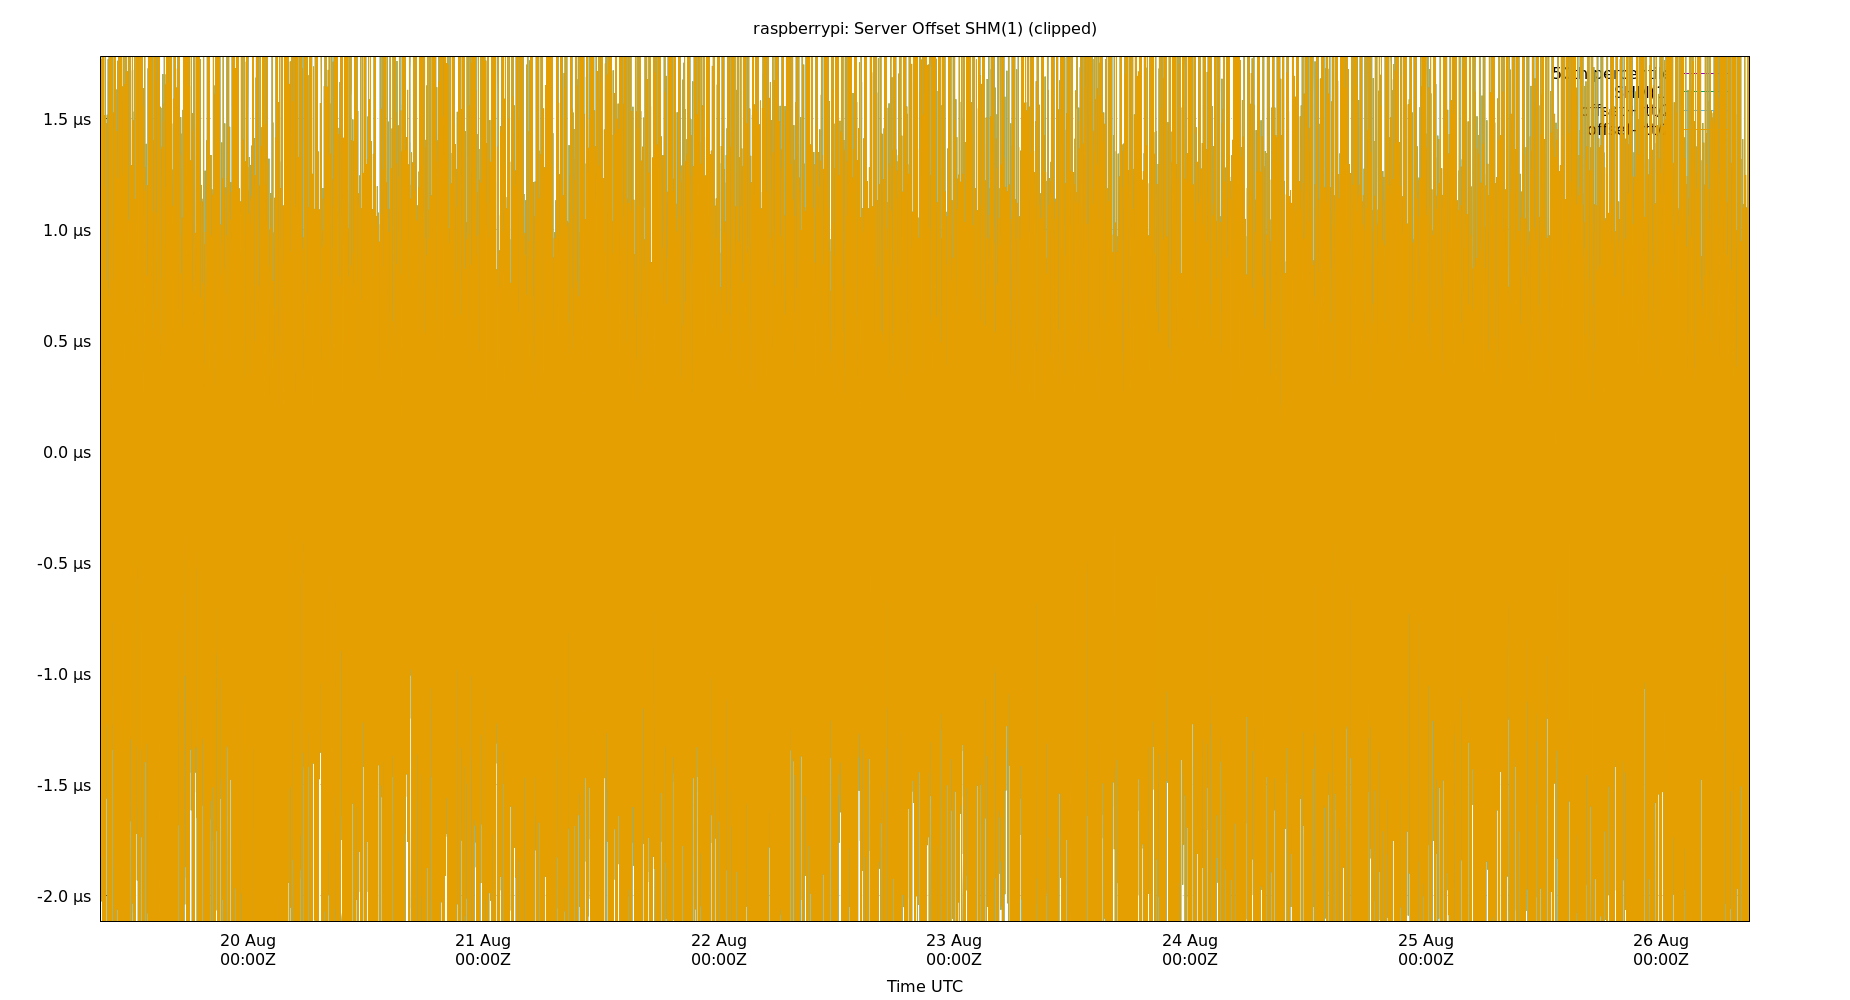 raspberrypi: Server Offset SHM(1) (clipped)
1.5 µs
1.0 µs
0.5 µs
0.0 µs
-0.5 µs
-1.0 µs
-1.5 µs
-2.0 µs
20 Aug 21 Aug 22 Aug 23 Aug 24 Aug 25 Aug 26 Aug
00:00Z 00:00Z 00:00Z 00:00Z 00:00Z 00:00Z 00:00Z
Time UTC